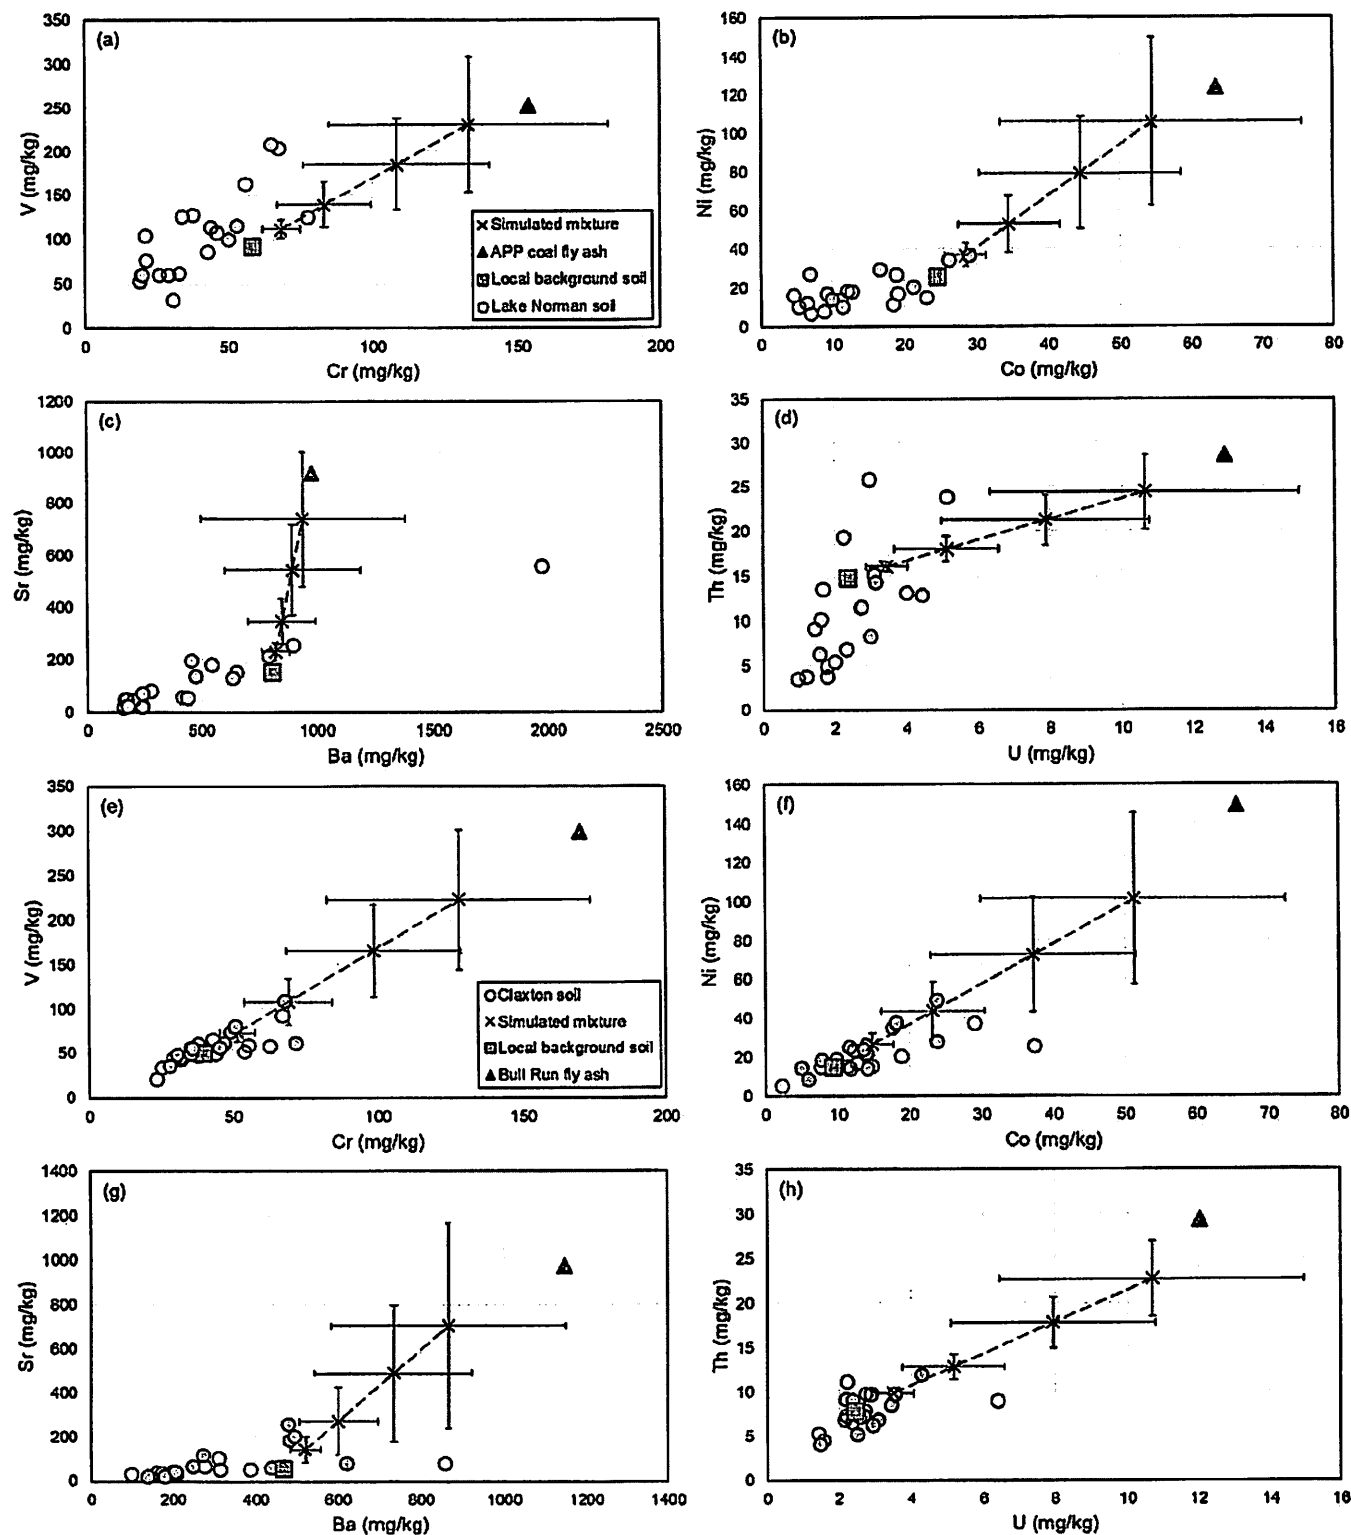 (a)
350
300
250
200
150
100
50
0
V (mg/kg)
0 50 100 150 200
Cr (mg/kg)
Simulated mixture
APP coal fly ash
Local background soil
Lake Norman soil
(b)
160
140
120
100
80
60
40
20
0
Ni (mg/kg)
0 10 20 30 40 50 60 70 80
Co (mg/kg)
(c)
1200
1000
800
600
400
200
0
Sr (mg/kg)
0 500 1000 1500 2000 2500
Ba (mg/kg)
(d)
35
30
25
20
15
10
5
0
Th (mg/kg)
0 2 4 6 8 10 12 14 16
U (mg/kg)
(e)
350
300
250
200
150
100
50
0
V (mg/kg)
0 50 100 150 200
Cr (mg/kg)
Claxton soil
Simulated mixture
Local background soil
Bull Run fly ash
(f)
160
140
120
100
80
60
40
20
0
Ni (mg/kg)
0 10 20 30 40 50 60 70 80
Co (mg/kg)
(g)
1400
1200
1000
800
600
400
200
0
Sr (mg/kg)
0 200 400 600 800 1000 1200 1400
Ba (mg/kg)
(h)
35
30
25
20
15
10
5
0
Th (mg/kg)
0 2 4 6 8 10 12 14 16
U (mg/kg)